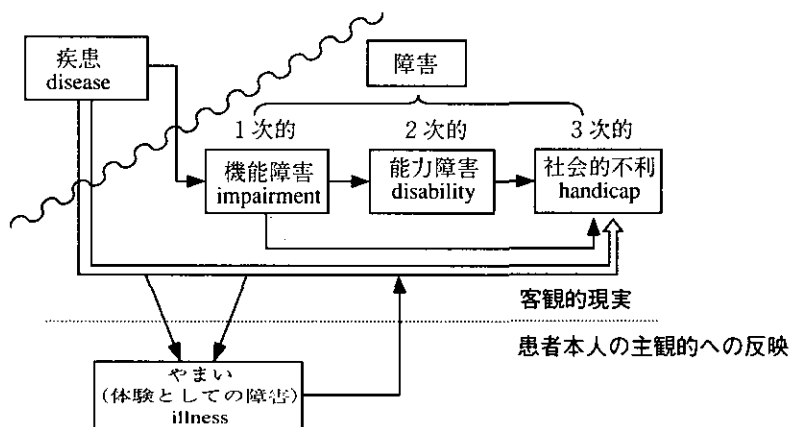 疾患
disease
障害
1次的
2次的
3次的
機能障害
impairment
能力障害
disability
社会的不利
handicap
客観的現実
患者本人の主観的への反映
やまい
(体験としての障害)
illness